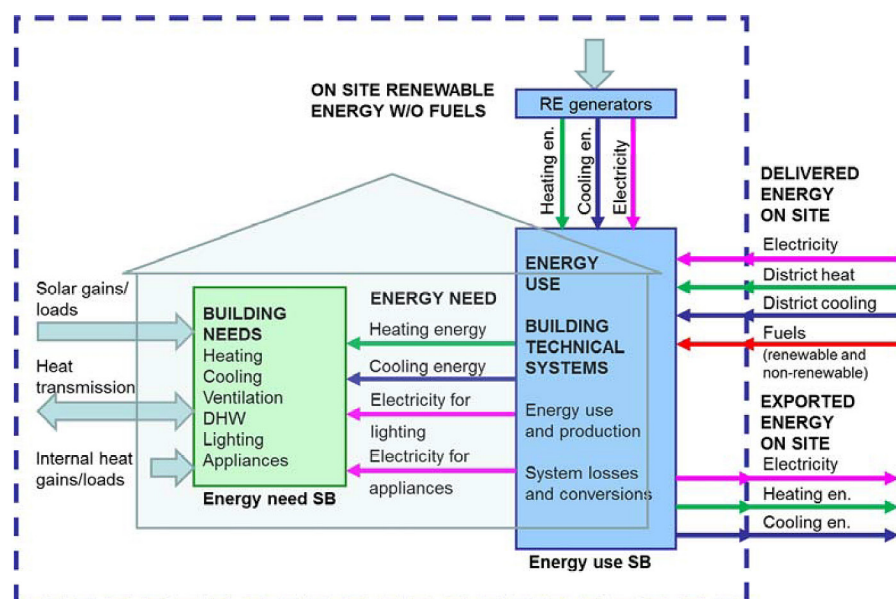 ON SITE RENEWABLE
ENERGY W/O FUELS
RE generators
Heating en.
Cooling en.
Electricity
DELIVERED
ENERGY
ON SITE
Electricity
District heat
District cooling
Fuels
(renewable and
non-renewable)
EXPORTED
ENERGY
ON SITE
Electricity
Heating en.
Cooling en.
Solar gains/
loads
Heat
transmission
Internal heat
gains/loads
BUILDING
NEEDS
Heating
Cooling
Ventilation
DHW
Lighting
Appliances
Energy need SB
ENERGY NEED
Heating energy
Cooling energy
Electricity for
lighting
Electricity for
appliances
ENERGY
USE
BUILDING
TECHNICAL
SYSTEMS
Energy use
and production
System losses
and conversions
Energy use SB